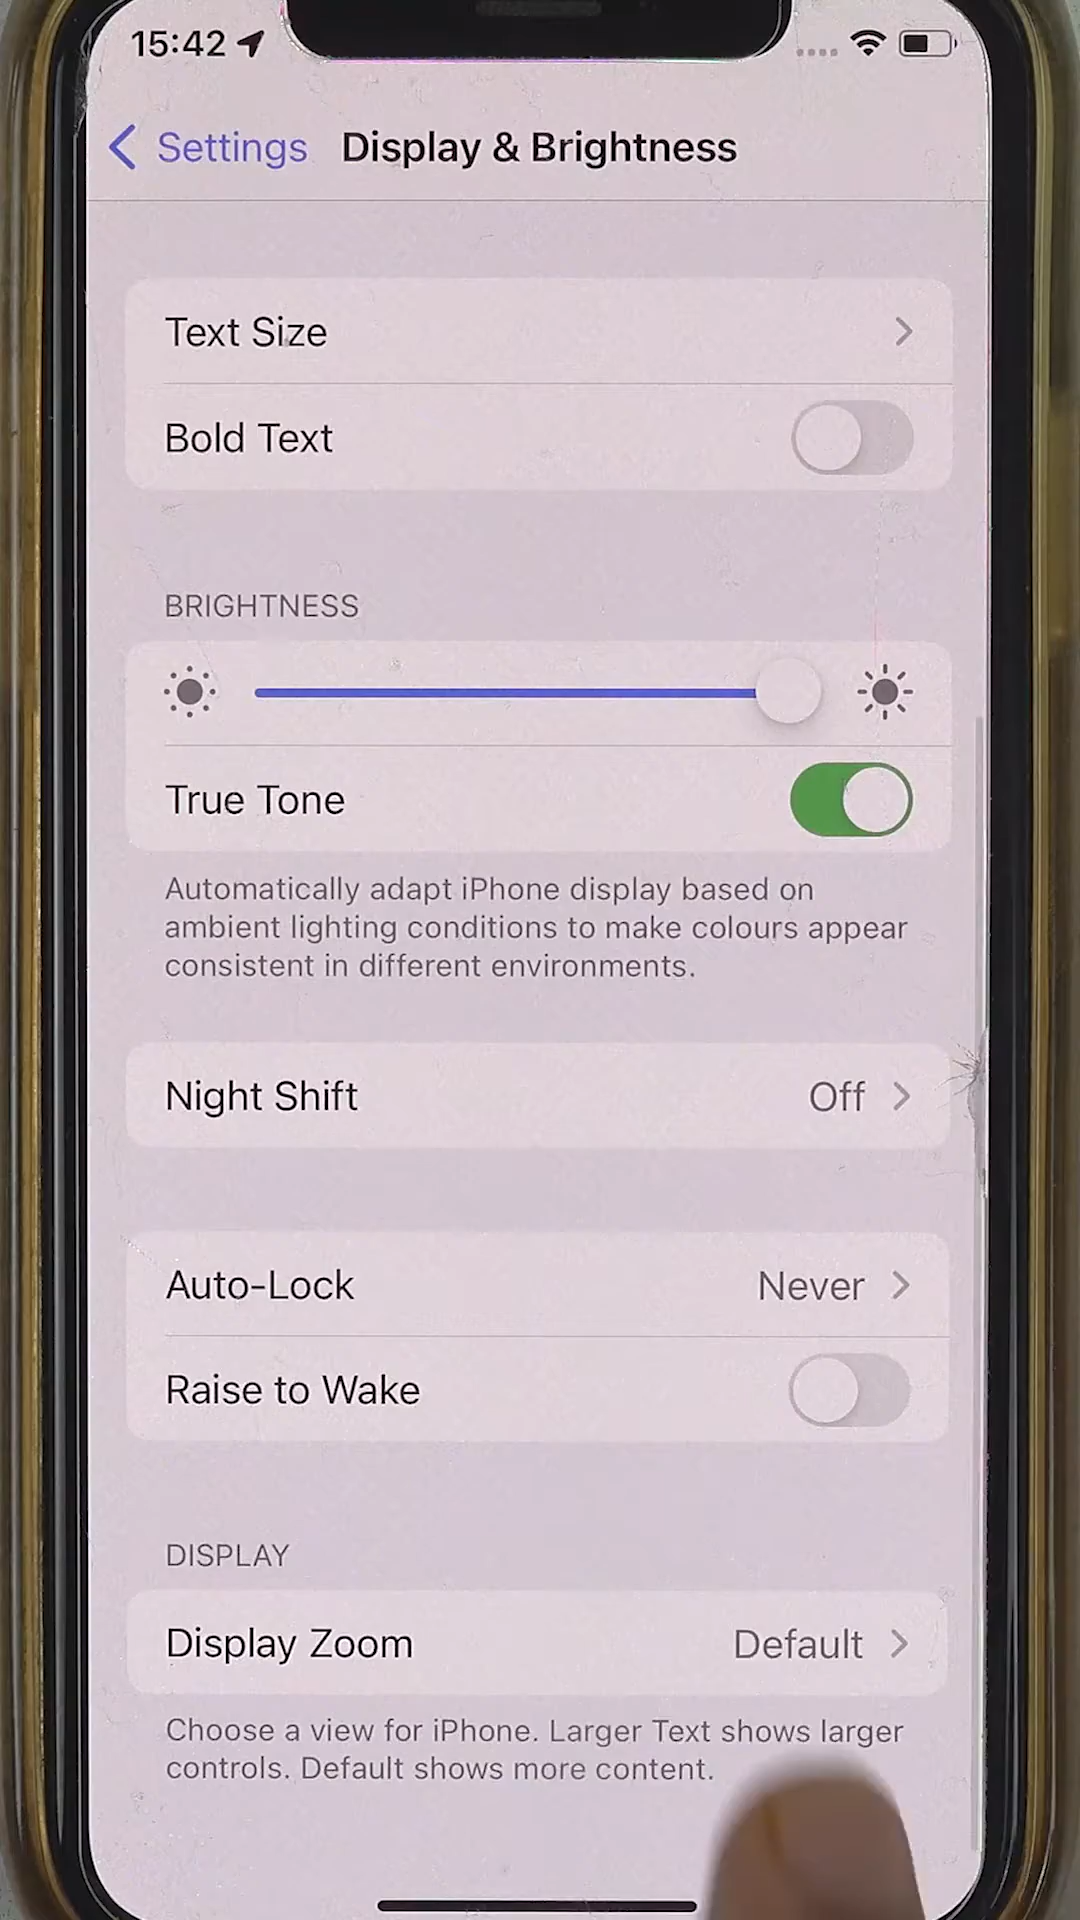 15:42
Settings Display & Brightness
Text Size
Bold Text
BRIGHTNESS
True Tone
Automatically adapt iPhone display based on
ambient lighting conditions to make colours appear
consistent in different environments.
Night Shift Off
Auto-Lock Never
Raise to Wake
DISPLAY
Display Zoom Default
Choose a view for iPhone. Larger Text shows larger
controls. Default shows more content.